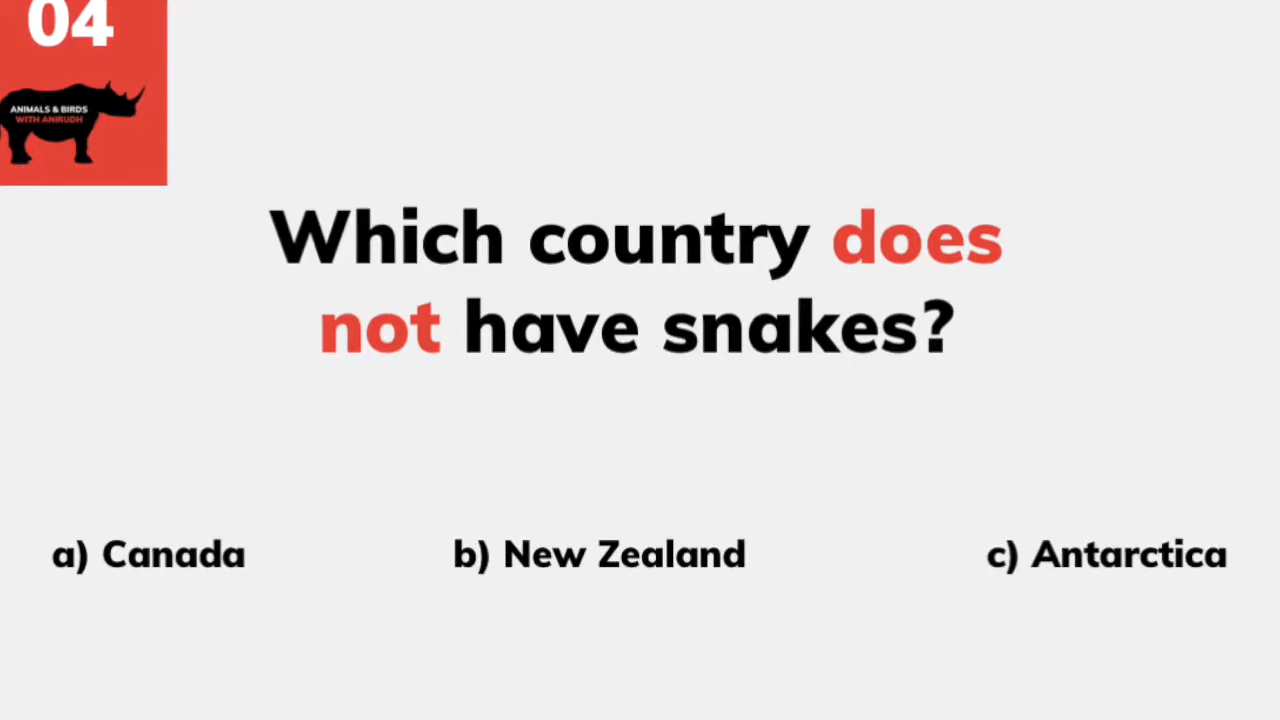 04
ANIMALS & BIRDS
WITH ANIRUDH
Which country does
not have snakes?
a) Canada
b) New Zealand
c) Antarctica